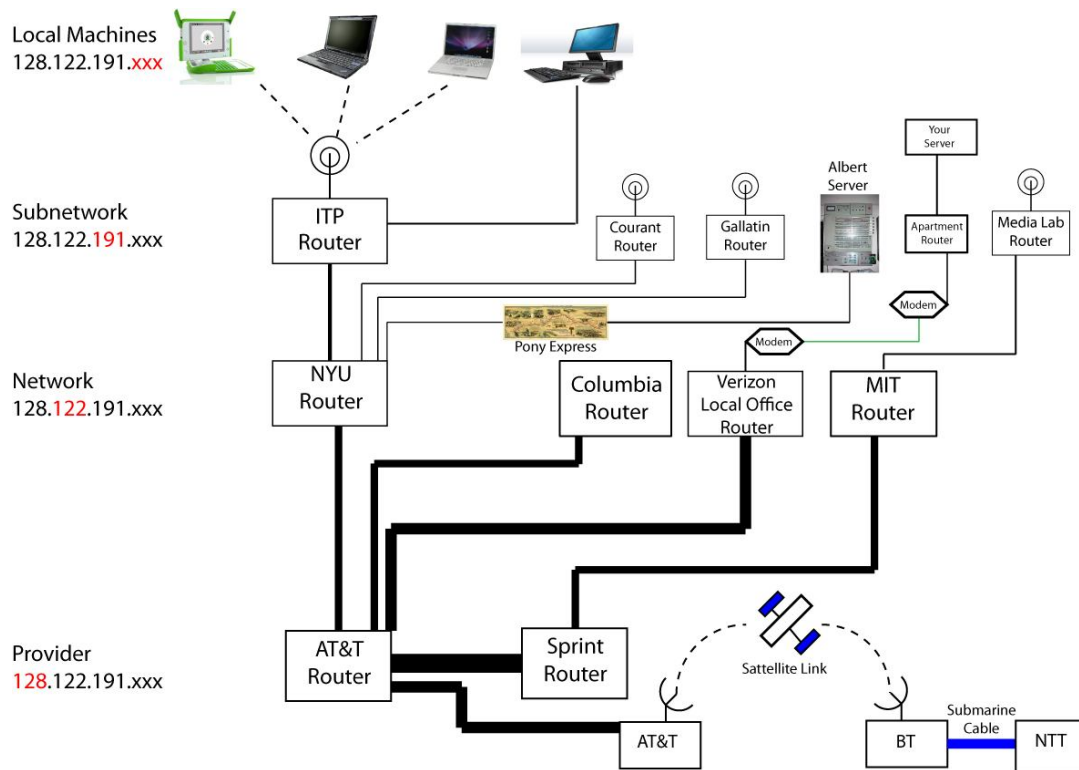 Local Machines
128.122.191.xxx
Your
Server
Albert
Server
Subnetwork
128.122.191.xxx
ITP
Router
Courant
Router
Gallatin
Router
Apartment
Router
Media Lab
Router
Modem
Pony Express
Modem
Network
128.122.191.xxx
NYU
Router
Columbia
Router
Verizon
Local Office
Router
MIT
Router
Provider
128.122.191.xxx
AT&T
Router
Sprint
Router
Sattellite Link
AT&T
BT
Submarine
Cable
NTT